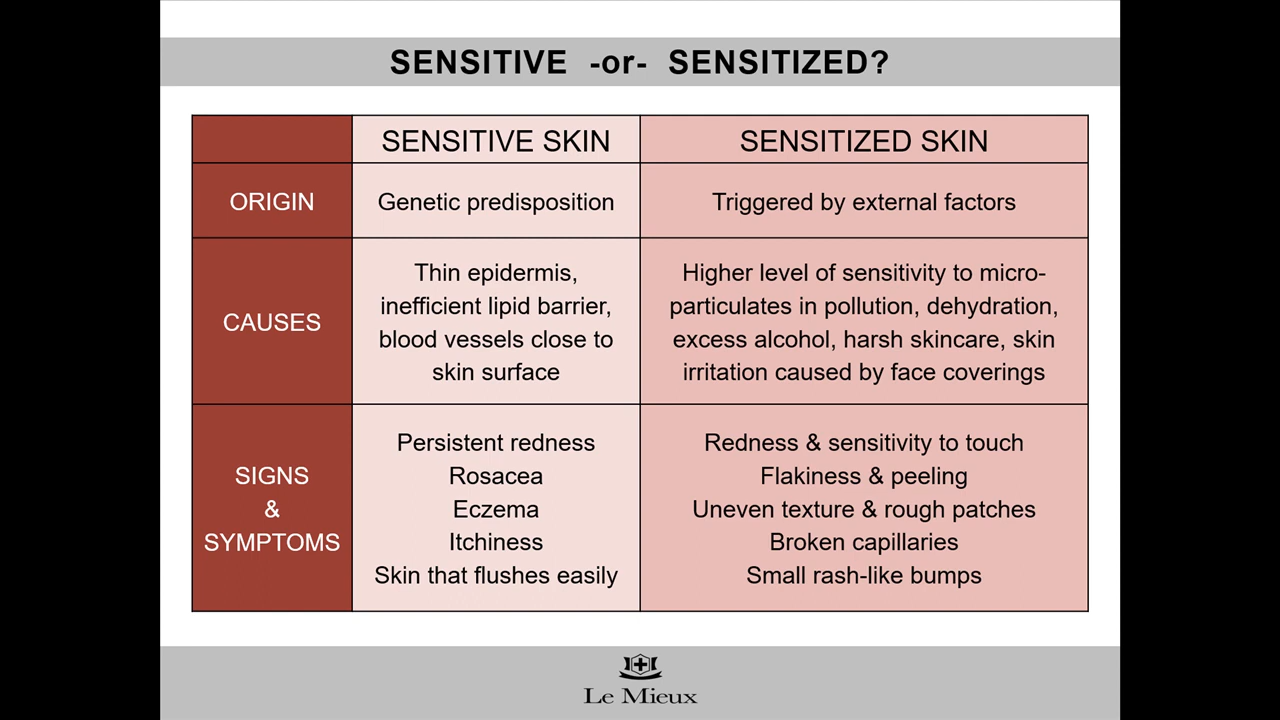 SENSITIVE -or- SENSITIZED?
SENSITIVE SKIN
SENSITIZED SKIN
ORIGIN
Genetic predisposition
Triggered by external factors
CAUSES
Thin epidermis,
inefficient lipid barrier,
blood vessels close to
skin surface
Higher level of sensitivity to micro-
particulates in pollution, dehydration,
excess alcohol, harsh skincare, skin
irritation caused by face coverings
SIGNS
&
SYMPTOMS
Persistent redness
Rosacea
Eczema
Itchiness
Skin that flushes easily
Redness & sensitivity to touch
Flakiness & peeling
Uneven texture & rough patches
Broken capillaries
Small rash-like bumps
Le Mieux